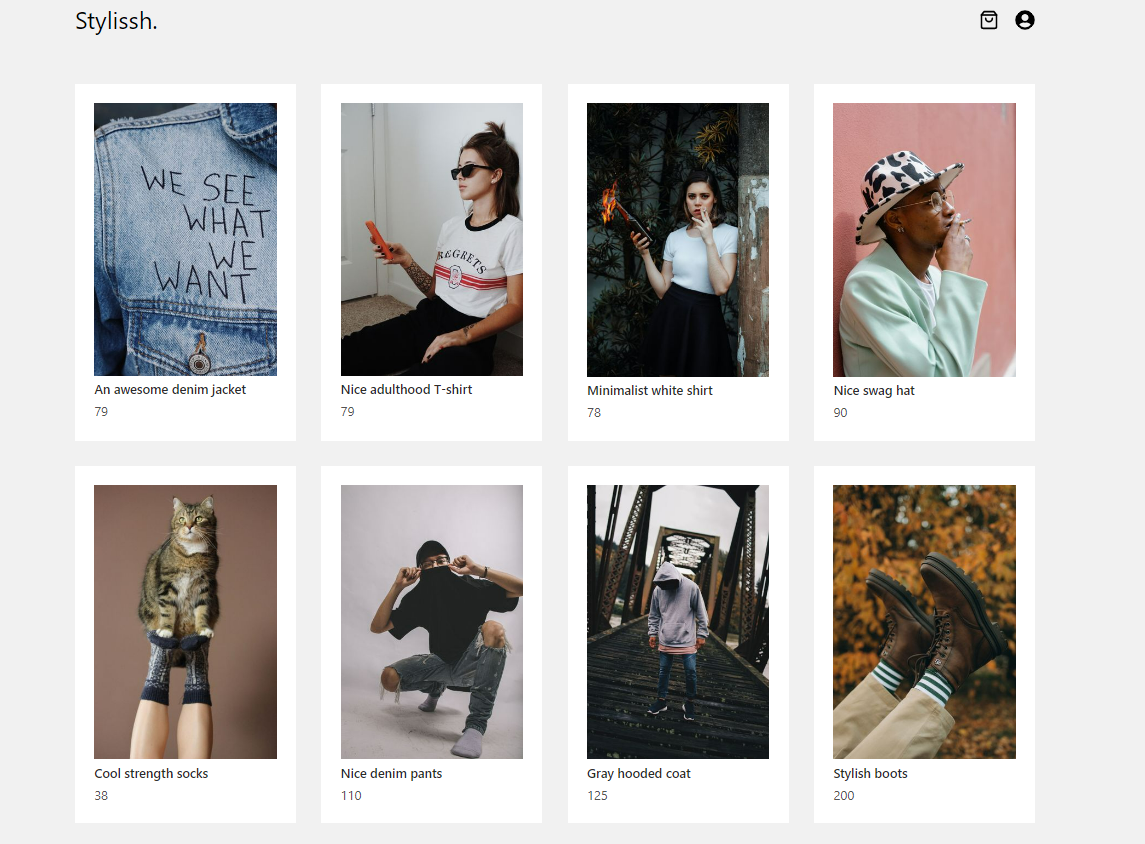 Stylissh.
WE SEE
WHAT
WE
WANT
An awesome denim jacket
79
REGRETS
Nice adulthood T-shirt
79
Minimalist white shirt
78
Nice swag hat
90
Cool strength socks
38
Nice denim pants
110
Gray hooded coat
125
Stylish boots
200